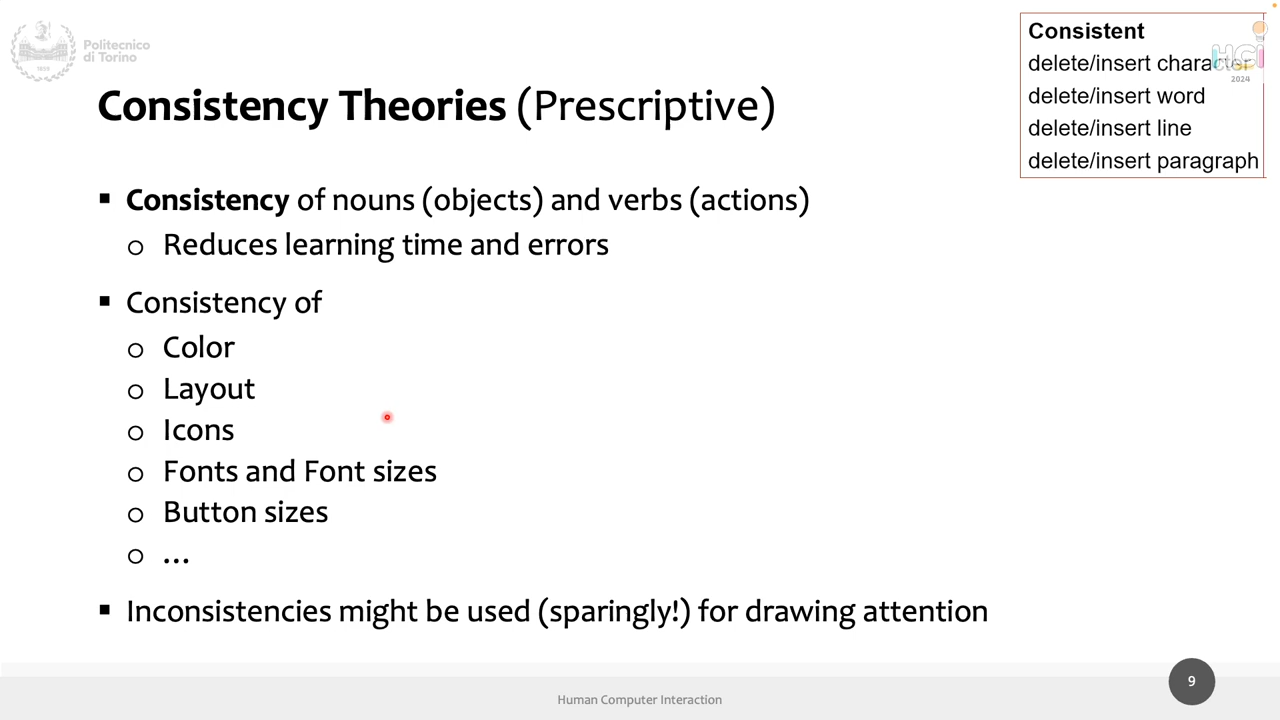 Politecnico
di Torino
1859
Consistent
delete/insert character
delete/insert word
delete/insert line
delete/insert paragraph
HCI
2024
Consistency Theories (Prescriptive)
▪ Consistency of nouns (objects) and verbs (actions)
o Reduces learning time and errors
▪ Consistency of
o Color
o Layout
o Icons
o Fonts and Font sizes
o Button sizes
o ...
▪ Inconsistencies might be used (sparingly!) for drawing attention
9
Human Computer Interaction